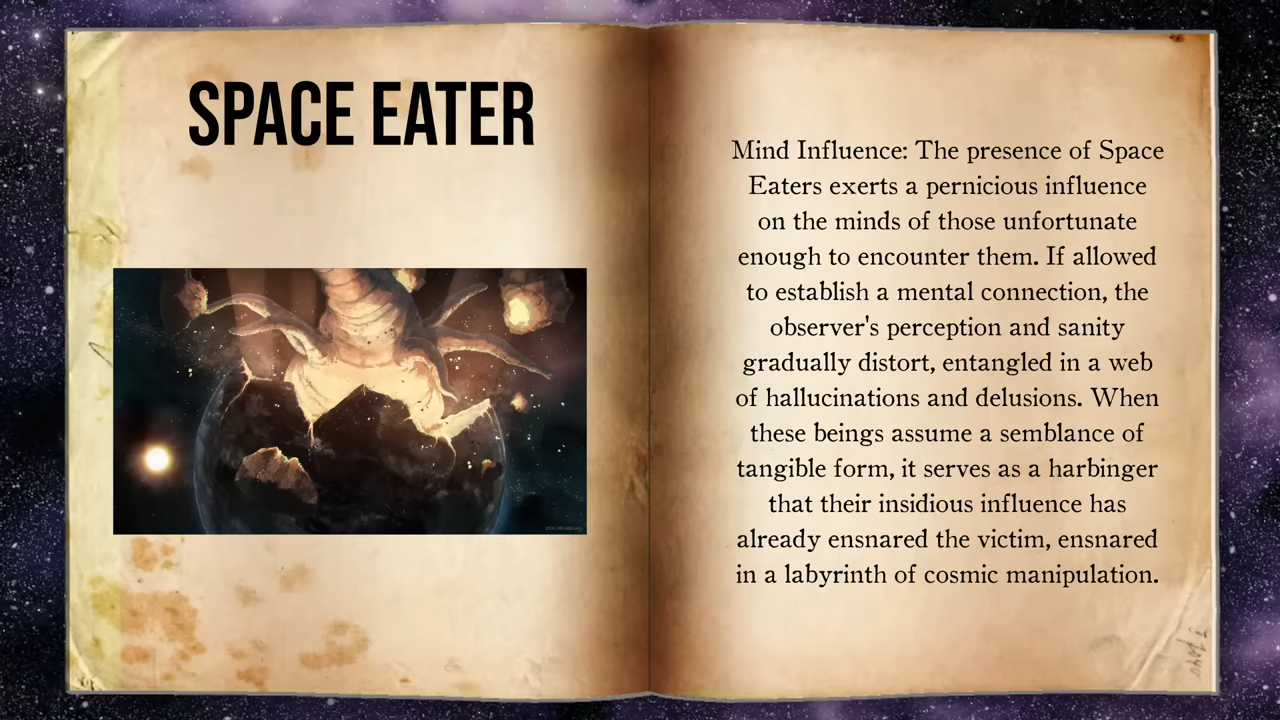 SPACE EATER
Mind Influence: The presence of Space
Eaters exerts a pernicious influence
on the minds of those unfortunate
enough to encounter them. If allowed
to establish a mental connection, the
observer's perception and sanity
gradually distort, entangled in a web
of hallucinations and delusions. When
these beings assume a semblance of
tangible form, it serves as a harbinger
that their insidious influence has
already ensnared the victim, ensnared
in a labyrinth of cosmic manipulation.